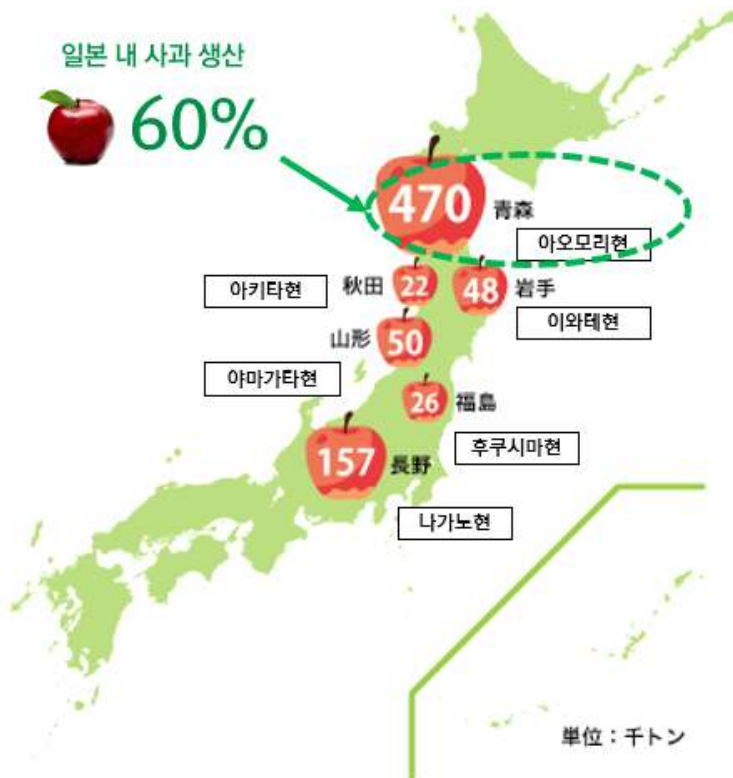 일본 내 사과 생산
60%
470
青森
아오모리현
아키타현
秋田
22
48
岩手
이와테현
山形
50
야마가타현
26
福島
후쿠시마현
157
長野
나가노현
単位：千トン